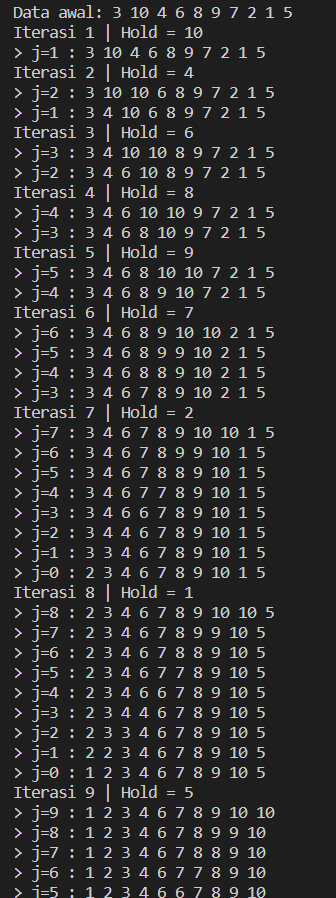 Data awal: 3 10 4 6 8 9 7 2 1 5
Iterasi 1 | Hold = 10
> j=1 : 3 10 4 6 8 9 7 2 1 5
Iterasi 2 | Hold = 4
> j=2 : 3 10 10 6 8 9 7 2 1 5
> j=1 : 3 4 10 6 8 9 7 2 1 5
Iterasi 3 | Hold = 6
> j=3 : 3 4 10 10 8 9 7 2 1 5
> j=2 : 3 4 6 10 8 9 7 2 1 5
Iterasi 4 | Hold = 8
> j=4 : 3 4 6 10 10 9 7 2 1 5
> j=3 : 3 4 6 8 10 9 7 2 1 5
Iterasi 5 | Hold = 9
> j=5 : 3 4 6 8 10 10 7 2 1 5
> j=4 : 3 4 6 8 9 10 7 2 1 5
Iterasi 6 | Hold = 7
> j=6 : 3 4 6 8 9 10 10 2 1 5
> j=5 : 3 4 6 8 9 9 10 2 1 5
> j=4 : 3 4 6 8 8 9 10 2 1 5
> j=3 : 3 4 6 7 8 9 10 2 1 5
Iterasi 7 | Hold = 2
> j=7 : 3 4 6 7 8 9 10 10 1 5
> j=6 : 3 4 6 7 8 9 9 10 1 5
> j=5 : 3 4 6 7 8 8 9 10 1 5
> j=4 : 3 4 6 7 7 8 9 10 1 5
> j=3 : 3 4 6 6 7 8 9 10 1 5
> j=2 : 3 4 4 6 7 8 9 10 1 5
> j=1 : 3 3 4 6 7 8 9 10 1 5
> j=0 : 2 3 4 6 7 8 9 10 1 5
Iterasi 8 | Hold = 1
> j=8 : 2 3 4 6 7 8 9 10 10 5
> j=7 : 2 3 4 6 7 8 9 9 10 5
> j=6 : 2 3 4 6 7 8 8 9 10 5
> j=5 : 2 3 4 6 7 7 8 9 10 5
> j=4 : 2 3 4 6 6 7 8 9 10 5
> j=3 : 2 3 4 4 6 7 8 9 10 5
> j=2 : 2 3 3 4 6 7 8 9 10 5
> j=1 : 2 2 3 4 6 7 8 9 10 5
> j=0 : 1 2 3 4 6 7 8 9 10 5
Iterasi 9 | Hold = 5
> j=9 : 1 2 3 4 6 7 8 9 10 10
> j=8 : 1 2 3 4 6 7 8 9 9 10
> j=7 : 1 2 3 4 6 7 8 8 9 10
> j=6 : 1 2 3 4 6 7 7 8 9 10
> j=5 : 1 2 3 4 6 6 7 8 9 10